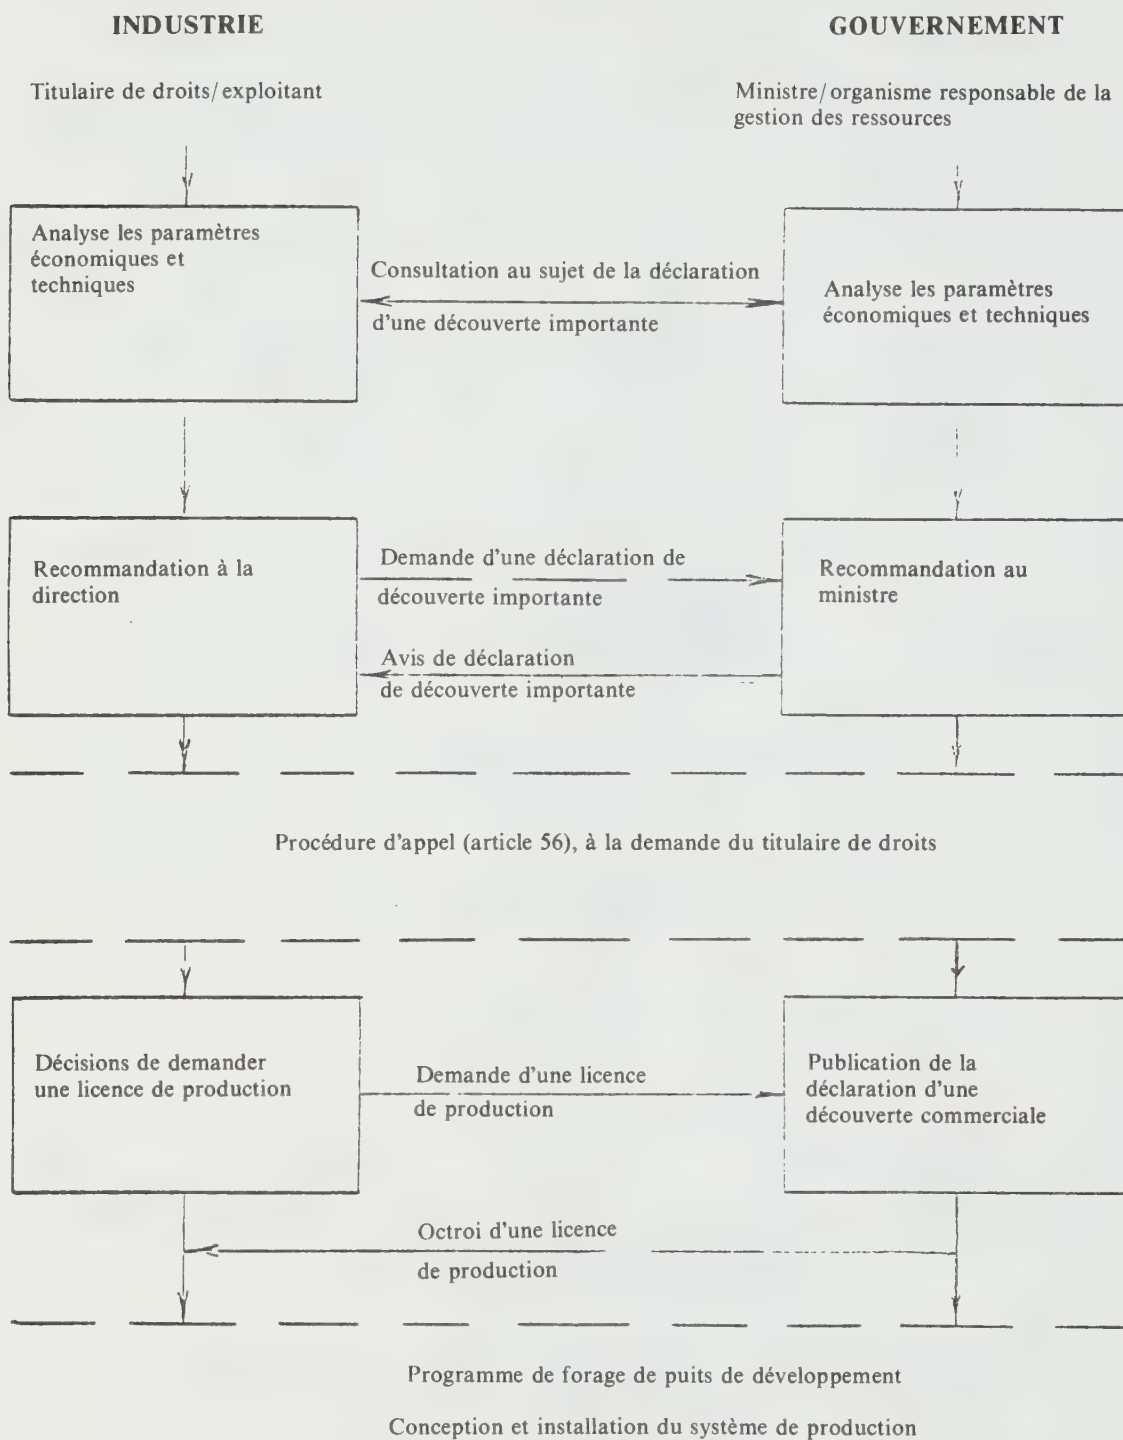 INDUSTRIE
GOUVERNEMENT
Titulaire de droits/exploitant
Ministre/organisme responsable de la
gestion des ressources
Analyse les paramètres
économiques et
techniques
Consultation au sujet de la déclaration
d'une découverte importante
Analyse les paramètres
économiques et techniques
Recommandation à la
direction
Demande d'une déclaration de
découverte importante
Avis de déclaration
de découverte importante
Recommandation au
ministre
Procédure d'appel (article 56), à la demande du titulaire de droits
Décisions de demander
une licence de production
Demande d'une licence
de production
Publication de la
déclaration d'une
découverte commerciale
Octroi d'une licence
de production
Programme de forage de puits de développement
Conception et installation du système de production